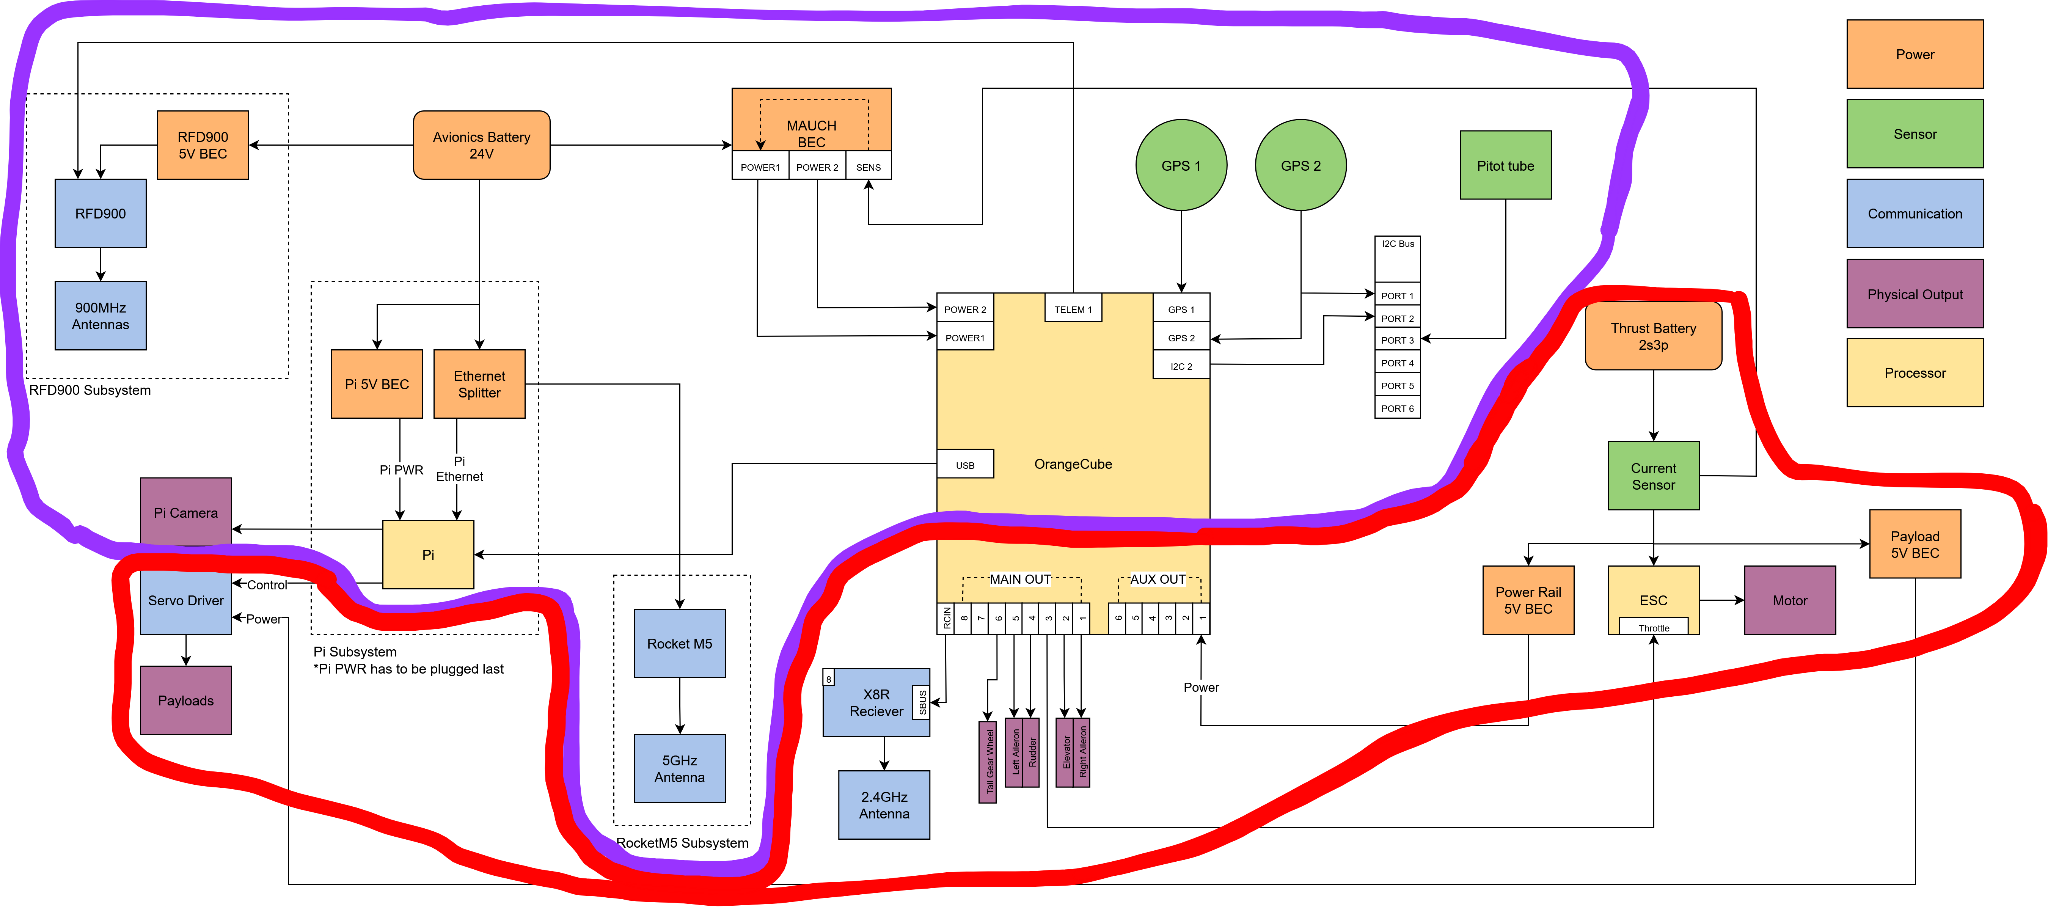 Power
Sensor
Communication
Physical Output
Processor
RFD900
5V BEC
Avionics Battery
24V
MAUCH
BEC
POWER1
POWER 2
SENS
GPS 1
GPS 2
Pitot tube
RFD900
900MHz
Antennas
RFD900 Subsystem
I2C Bus
PORT 1
PORT 2
PORT 3
PORT 4
PORT 5
PORT 6
POWER 2
POWER1
TELEM 1
GPS 1
GPS 2
I2C 2
USB
OrangeCube
Thrust Battery
2s3p
Pi 5V BEC
Ethernet
Splitter
Pi PWR
Pi
Ethernet
Current
Sensor
Pi Camera
Pi
Control
Servo Driver
Power
Payloads
Pi Subsystem
*Pi PWR has to be plugged last
Rocket M5
5GHz
Antenna
RocketM5 Subsystem
MAIN OUT
AUX OUT
RCIN
8
7
6
5
4
3
2
1
6
5
4
3
2
1
8
X8R
Reciever
SBUS
2.4GHz
Antenna
Tail Gear Wheel
Left Aileron
Rudder
Elevator
Right Aileron
Power
Power Rail
5V BEC
ESC
Throttle
Motor
Payload
5V BEC